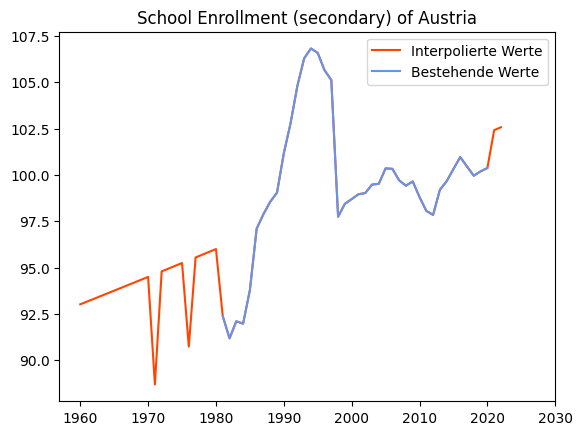 School Enrollment (secondary) of Austria
Interpolierte Werte
Bestehende Werte
107.5
105.0
102.5
100.0
97.5
95.0
92.5
90.0
1960 1970 1980 1990 2000 2010 2020 2030